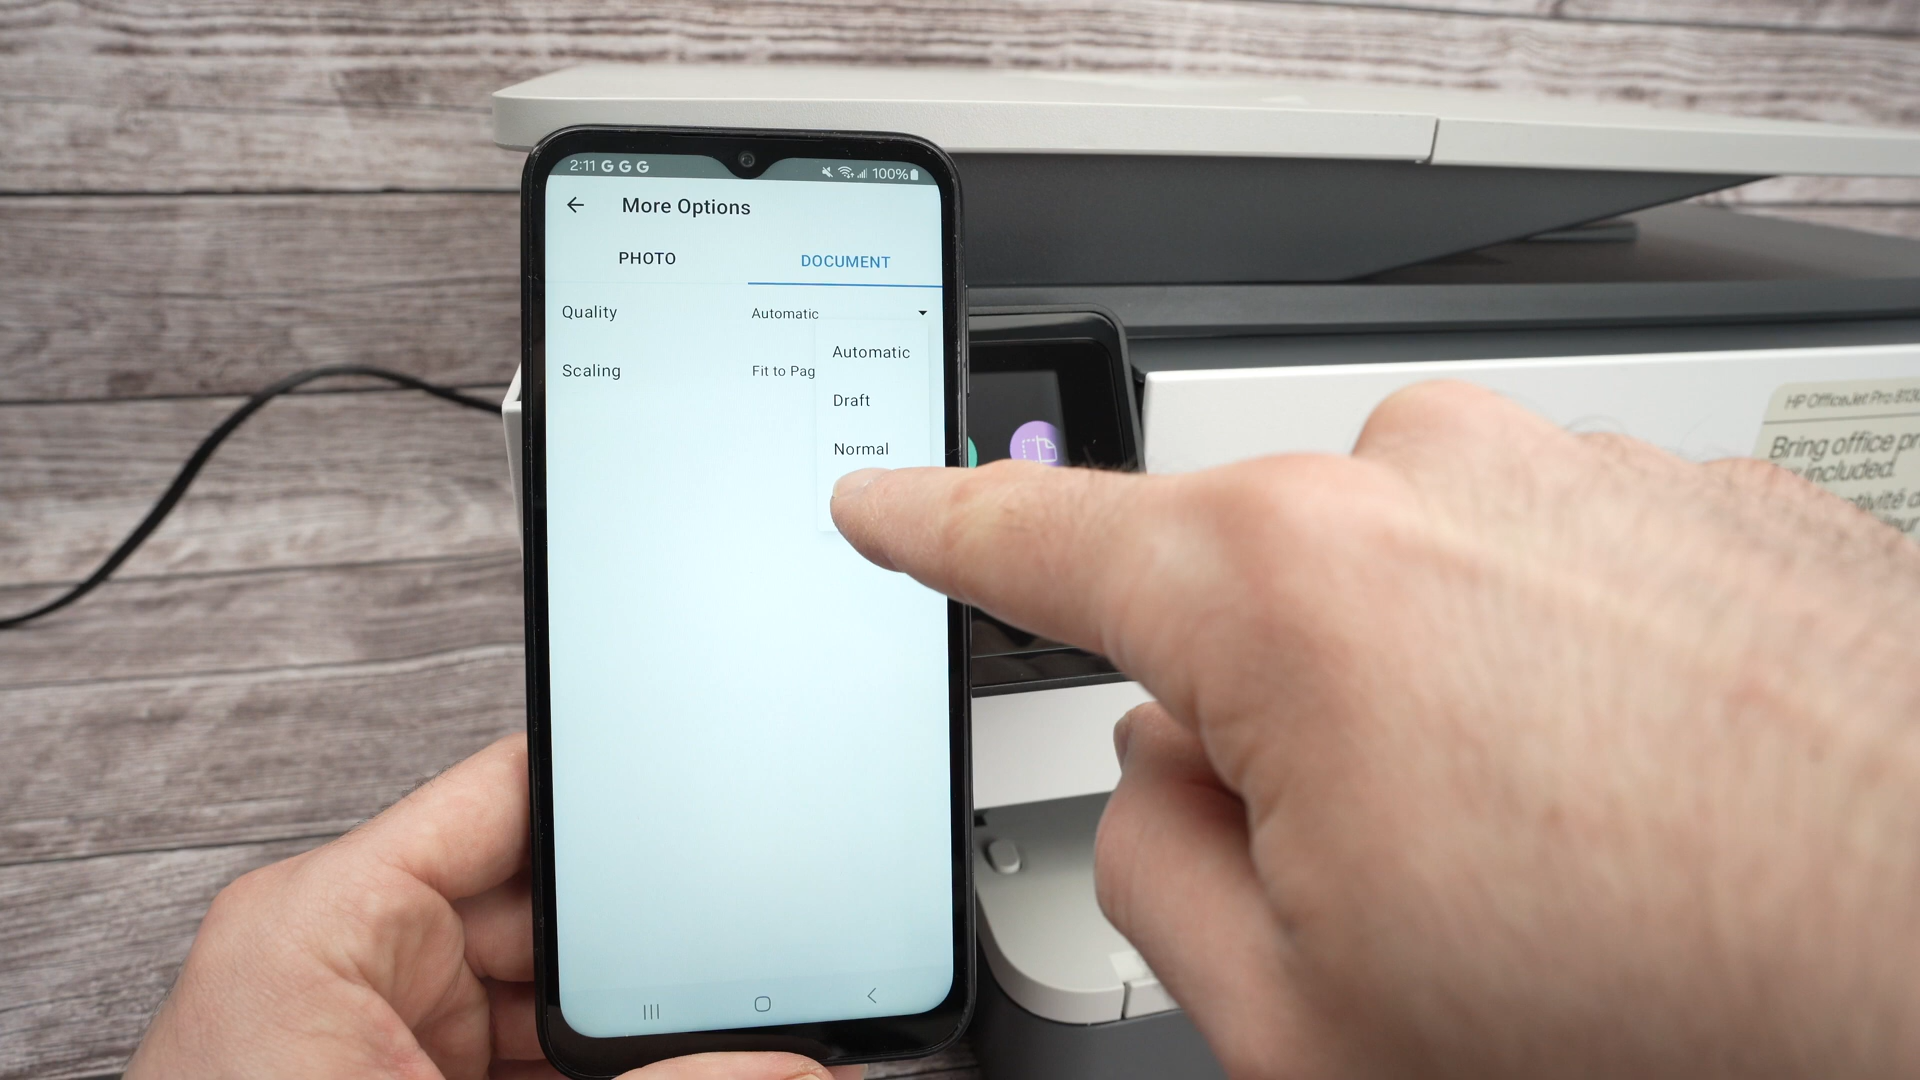 2:11 G G G 100%
More Options
PHOTO DOCUMENT
Quality Automatic
Automatic
Scaling Fit to Pag
Draft
Normal
HP OfficeJet Pro 8130
Bring office pr
included.